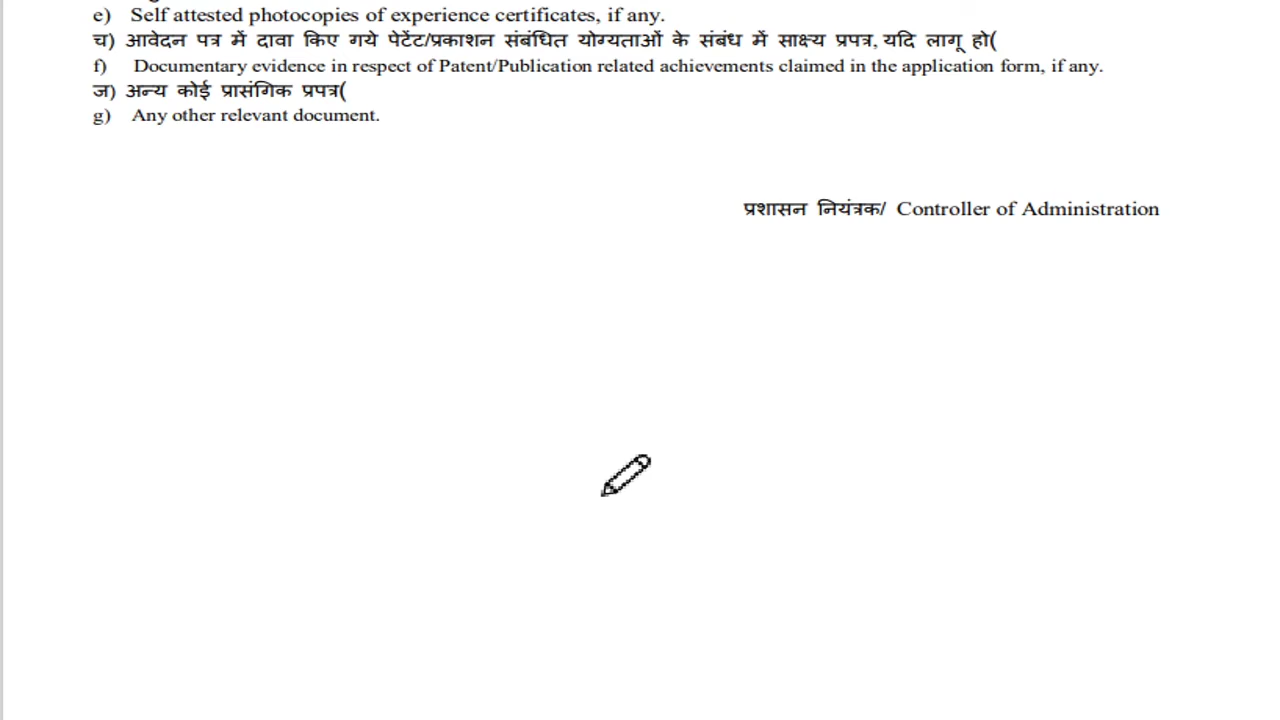 e) Self attested photocopies of experience certificates, if any.
च) आवेदन पत्र में दावा किए गये पेटेंट/प्रकाशन संबंधित योग्यताओं के संबंध में साक्ष्य प्रपत्र, यदि लागू हो(
f) Documentary evidence in respect of Patent/Publication related achievements claimed in the application form, if any.
ज) अन्य कोई प्रासंगिक प्रपत्र(
g) Any other relevant document.
प्रशासन नियंत्रक/ Controller of Administration